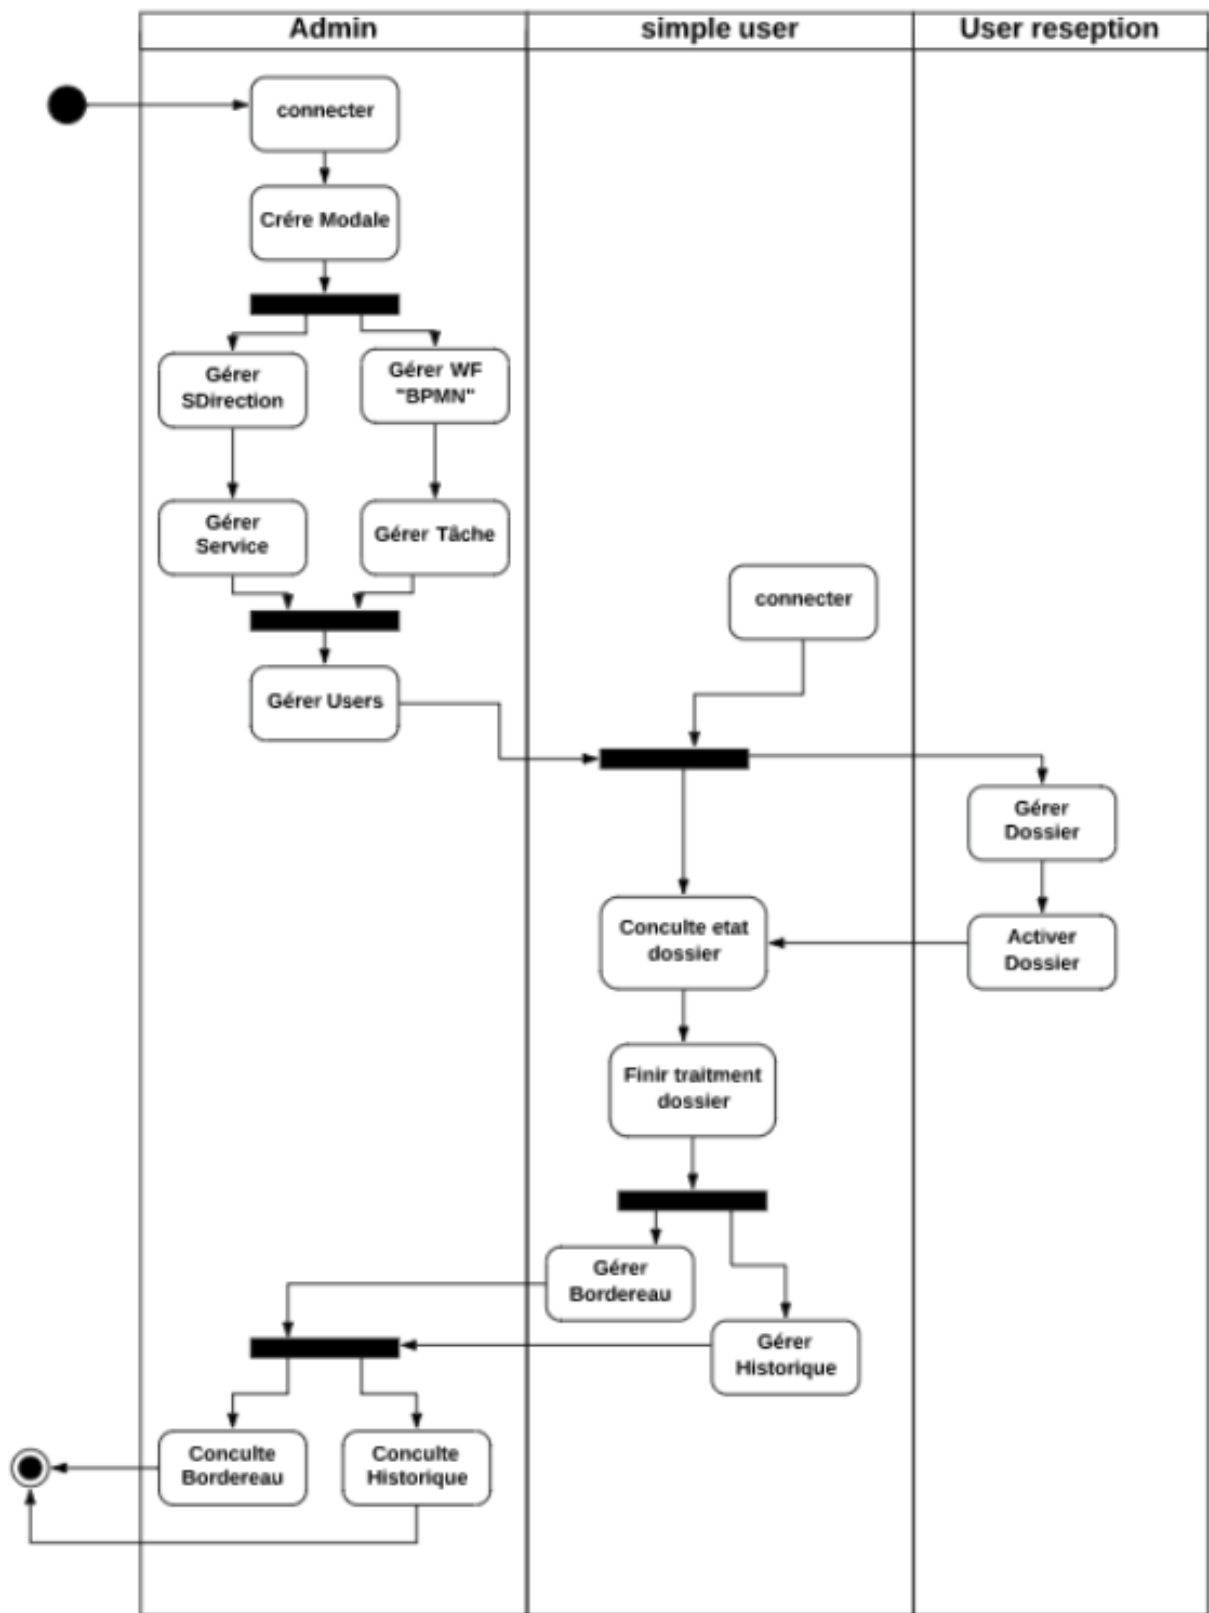 Admin
simple user
User reseption
connecter
Crére Modale
Gérer
SDirection
Gérer WF
"BPMN"
Gérer
Service
Gérer Tâche
connecter
Gérer Users
Gérer
Dossier
Conculte etat
dossier
Activer
Dossier
Finir traitment
dossier
Gérer
Bordereau
Gérer
Historique
Conculte
Bordereau
Conculte
Historique